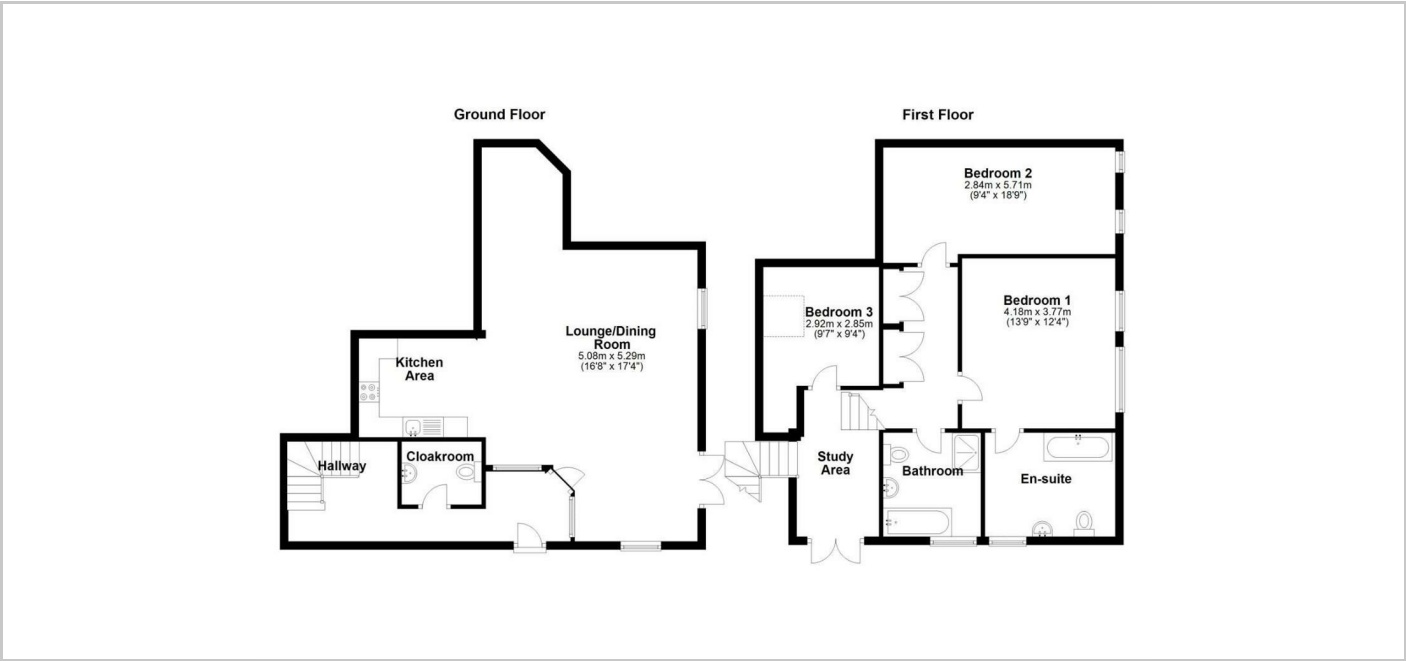 Ground Floor
Lounge/Dining
Room
5.08m x 5.29m
(16'8" x 17'4")
Kitchen
Area
Hallway
Cloakroom
First Floor
Bedroom 2
2.84m x 5.71m
(9'4" x 18'9")
Bedroom 1
4.18m x 3.77m
(13'9" x 12'4")
Bedroom 3
2.92m x 2.85m
(9'7" x 9'4")
Study
Area
Bathroom
En-suite